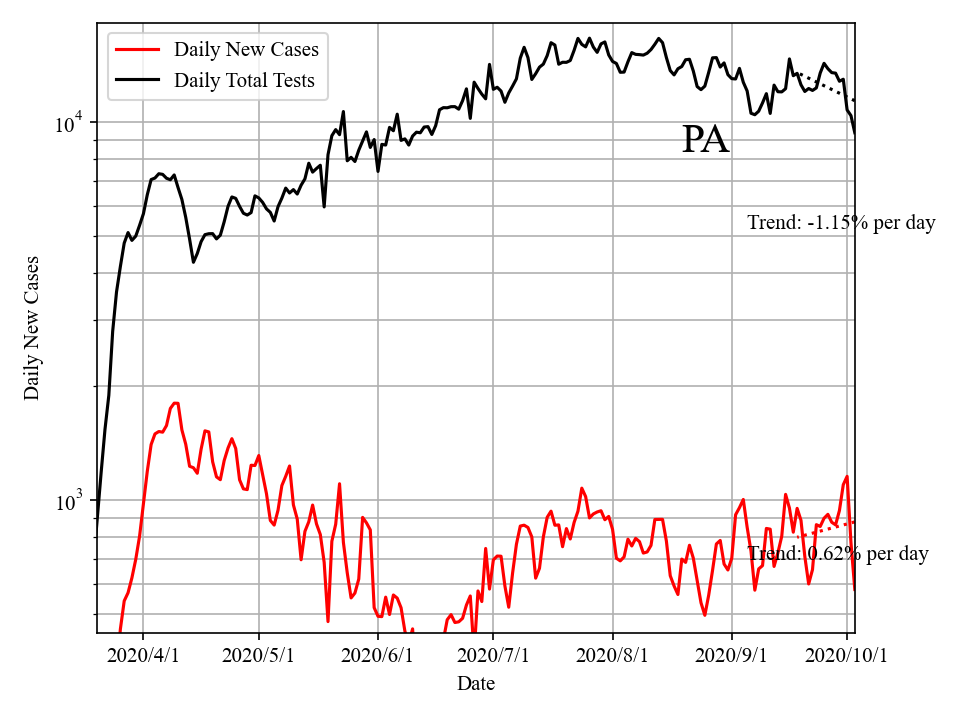 Daily New Cases
Daily Total Tests
10^4
PA
Trend: -1.15% per day
Daily New Cases
10^3
Trend: 0.62% per day
2020/4/1 2020/5/1 2020/6/1 2020/7/1 2020/8/1 2020/9/1 2020/10/1
Date